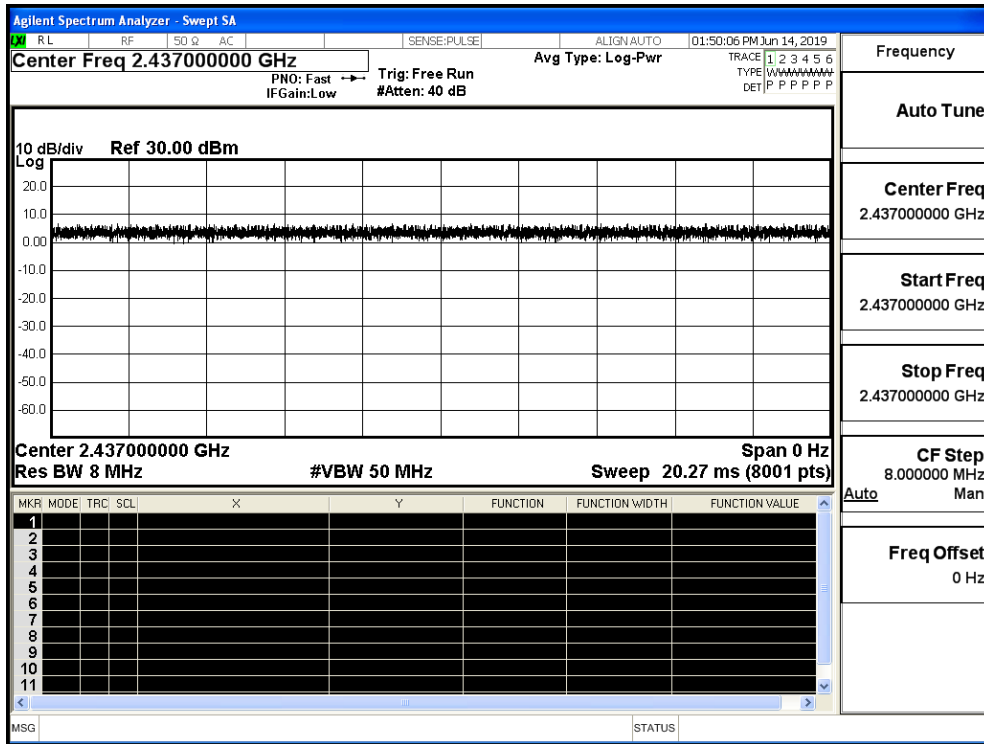 Agilent Spectrum Analyzer - Swept SA
LXI RL RF 50 Ω AC SENSE:PULSE ALIGN AUTO 01:50:06 PM Jun 14, 2019
Center Freq 2.437000000 GHz
PNO: Fast
IFGain:Low
Trig: Free Run
#Atten: 40 dB
Avg Type: Log-Pwr
TRACE 1 2 3 4 5 6
TYPE WWWWWW
DET P P P P P P
10 dB/div Ref 30.00 dBm
Log
20.0
10.0
0.00
-10.0
-20.0
-30.0
-40.0
-50.0
-60.0
Center 2.437000000 GHz Span 0 Hz
Res BW 8 MHz #VBW 50 MHz Sweep 20.27 ms (8001 pts)
MKR MODE TRC SCL X Y FUNCTION FUNCTION WIDTH FUNCTION VALUE
1
2
3
4
5
6
7
8
9
10
11
MSG STATUS
Frequency
Auto Tune
Center Freq
2.437000000 GHz
Start Freq
2.437000000 GHz
Stop Freq
2.437000000 GHz
CF Step
8.000000 MHz
Auto Man
Freq Offset
0 Hz